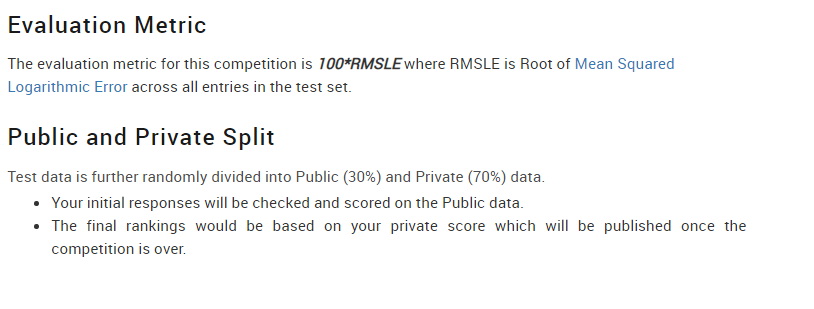 Evaluation Metric
The evaluation metric for this competition is 100*RMSLE where RMSLE is Root of Mean Squared
Logarithmic Error across all entries in the test set.
Public and Private Split
Test data is further randomly divided into Public (30%) and Private (70%) data.
• Your initial responses will be checked and scored on the Public data.
• The final rankings would be based on your private score which will be published once the
competition is over.